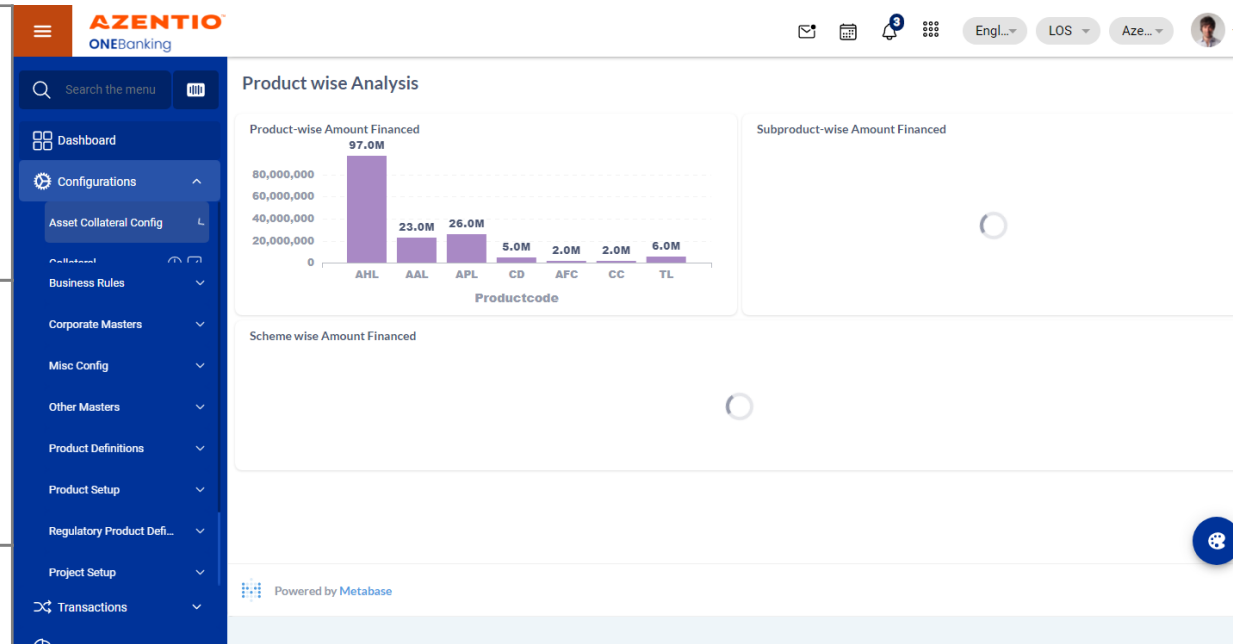 AZENTIO
ONEBanking
3
Engl...
LOS
Aze...
Search the menu
Dashboard
Configurations
Asset Collateral Config
Collateral
Business Rules
Corporate Masters
Misc Config
Other Masters
Product Definitions
Product Setup
Regulatory Product Defi...
Project Setup
Transactions
Product wise Analysis
Product-wise Amount Financed
97.0M
80,000,000
60,000,000
40,000,000
20,000,000
0
23.0M
26.0M
5.0M
2.0M
2.0M
6.0M
AHL AAL APL CD AFC CC TL
Productcode
Subproduct-wise Amount Financed
Scheme wise Amount Financed
Powered by Metabase